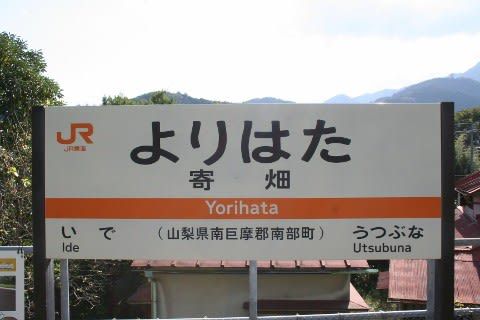 JR
JR東海
よりはた
寄畑
Yorihata
いで （山梨県南巨摩郡南部町） うつぶな
Ide Utsubuna